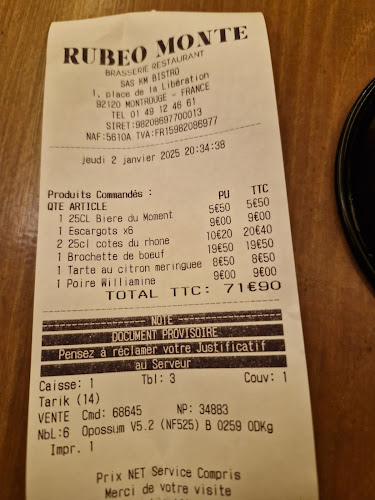 RUBEO MONTE
BRASSERIE RESTAURANT
SAS KM BISTRO
1, place de la Libération
92120 MONTROUGE - FRANCE
TEL 01 49 12 46 61
SIRET:98208697700013
NAF:5610A TVA:FR15982086977
jeudi 2 janvier 2025 20:34:38
Produits Commandés :
QTE ARTICLE PU TTC
1 25CL Biere du Moment 5€50 5€50
1 Escargots x6 9€00 9€00
2 25cl cotes du rhone 10€20 20€40
1 Brochette de boeuf 19€50 19€50
1 Tarte au citron meringuee 8€50 8€50
1 Poire Williamine 9€00 9€00
TOTAL TTC: 71€90
NOTE
DOCUMENT PROVISOIRE
Pensez à réclamer votre Justificatif
au Serveur
Caisse: 1 Tbl: 3 Couv: 1
Tarik (14)
VENTE Cmd: 68645 NP: 34883
NbL:6 Opossum V5.2 (NF525) B 0259 0DKg
Impr. 1
Prix NET Service Compris
Merci de votre visite